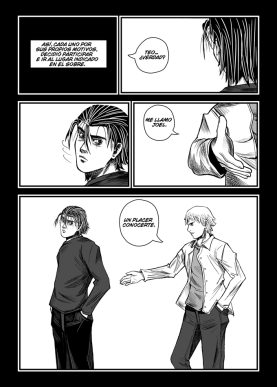 ASÍ, CADA UNO POR
SUS PROPIOS MOTIVOS,
DECIDIÓ PARTICIPAR
E IR AL LUGAR INDICADO
EN EL SOBRE.
TEO...
¿VERDAD?
ME LLAMO
JOEL.
UN PLACER
CONOCERTE.